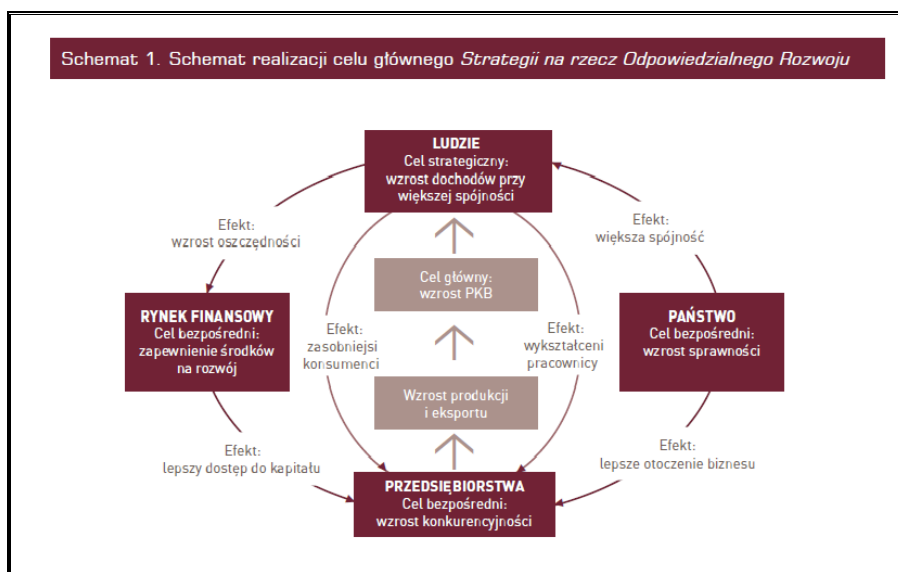 Schemat 1. Schemat realizacji celu głównego Strategii na rzecz Odpowiedzialnego Rozwoju
LUDZIE
Cel strategiczny:
wzrost dochodów przy
większej spójności
Efekt:
wzrost oszczędności
Efekt:
większa spójność
Cel główny:
wzrost PKB
RYNEK FINANSOWY
Cel bezpośredni:
zapewnienie środków
na rozwój
Efekt:
zasobniejsi
konsumenci
Efekt:
wykształceni
pracownicy
PAŃSTWO
Cel bezpośredni:
wzrost sprawności
Wzrost produkcji
i eksportu
Efekt:
lepszy dostęp do kapitału
Efekt:
lepsze otoczenie biznesu
PRZEDSIĘBIORSTWA
Cel bezpośredni:
wzrost konkurencyjności